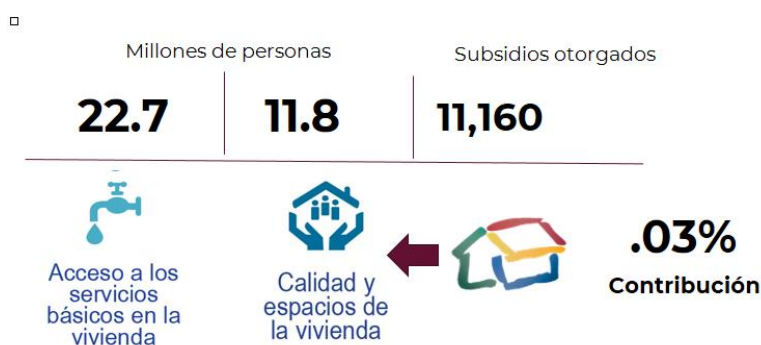 Millones de personas
Subsidios otorgados
22.7
11.8
11,160
Acceso a los
servicios
básicos en la
vivienda
Calidad y
espacios de
la vivienda
.03%
Contribución